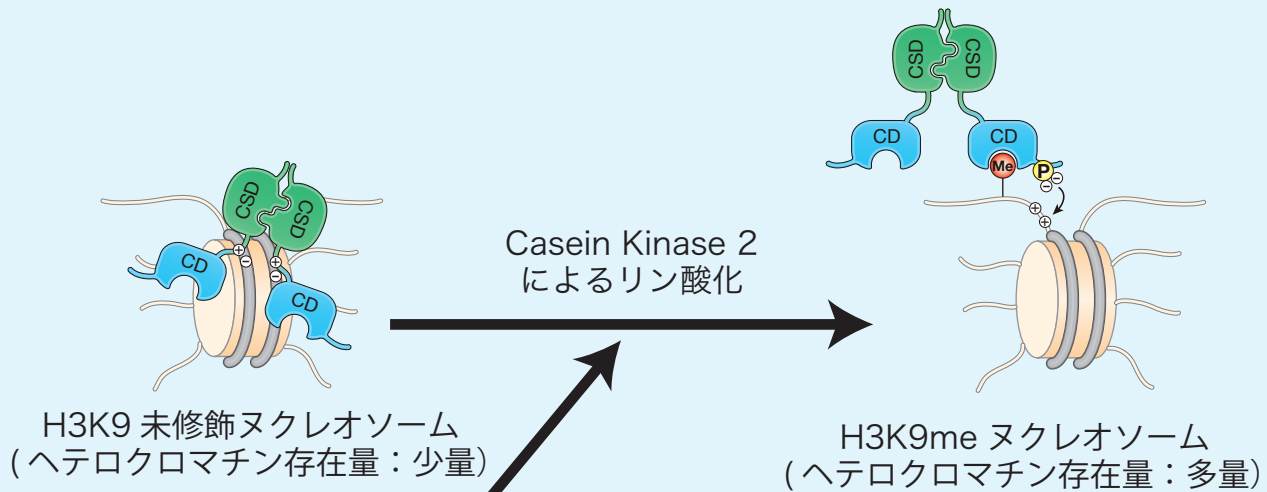 CSD
CSD
CD
CD
Me
P
CSD
CSD
CD
CD
Casein Kinase 2
によるリン酸化
H3K9 未修飾ヌクレオソーム
( ヘテロクロマチン存在量：少量）
H3K9me ヌクレオソーム
( ヘテロクロマチン存在量：多量）